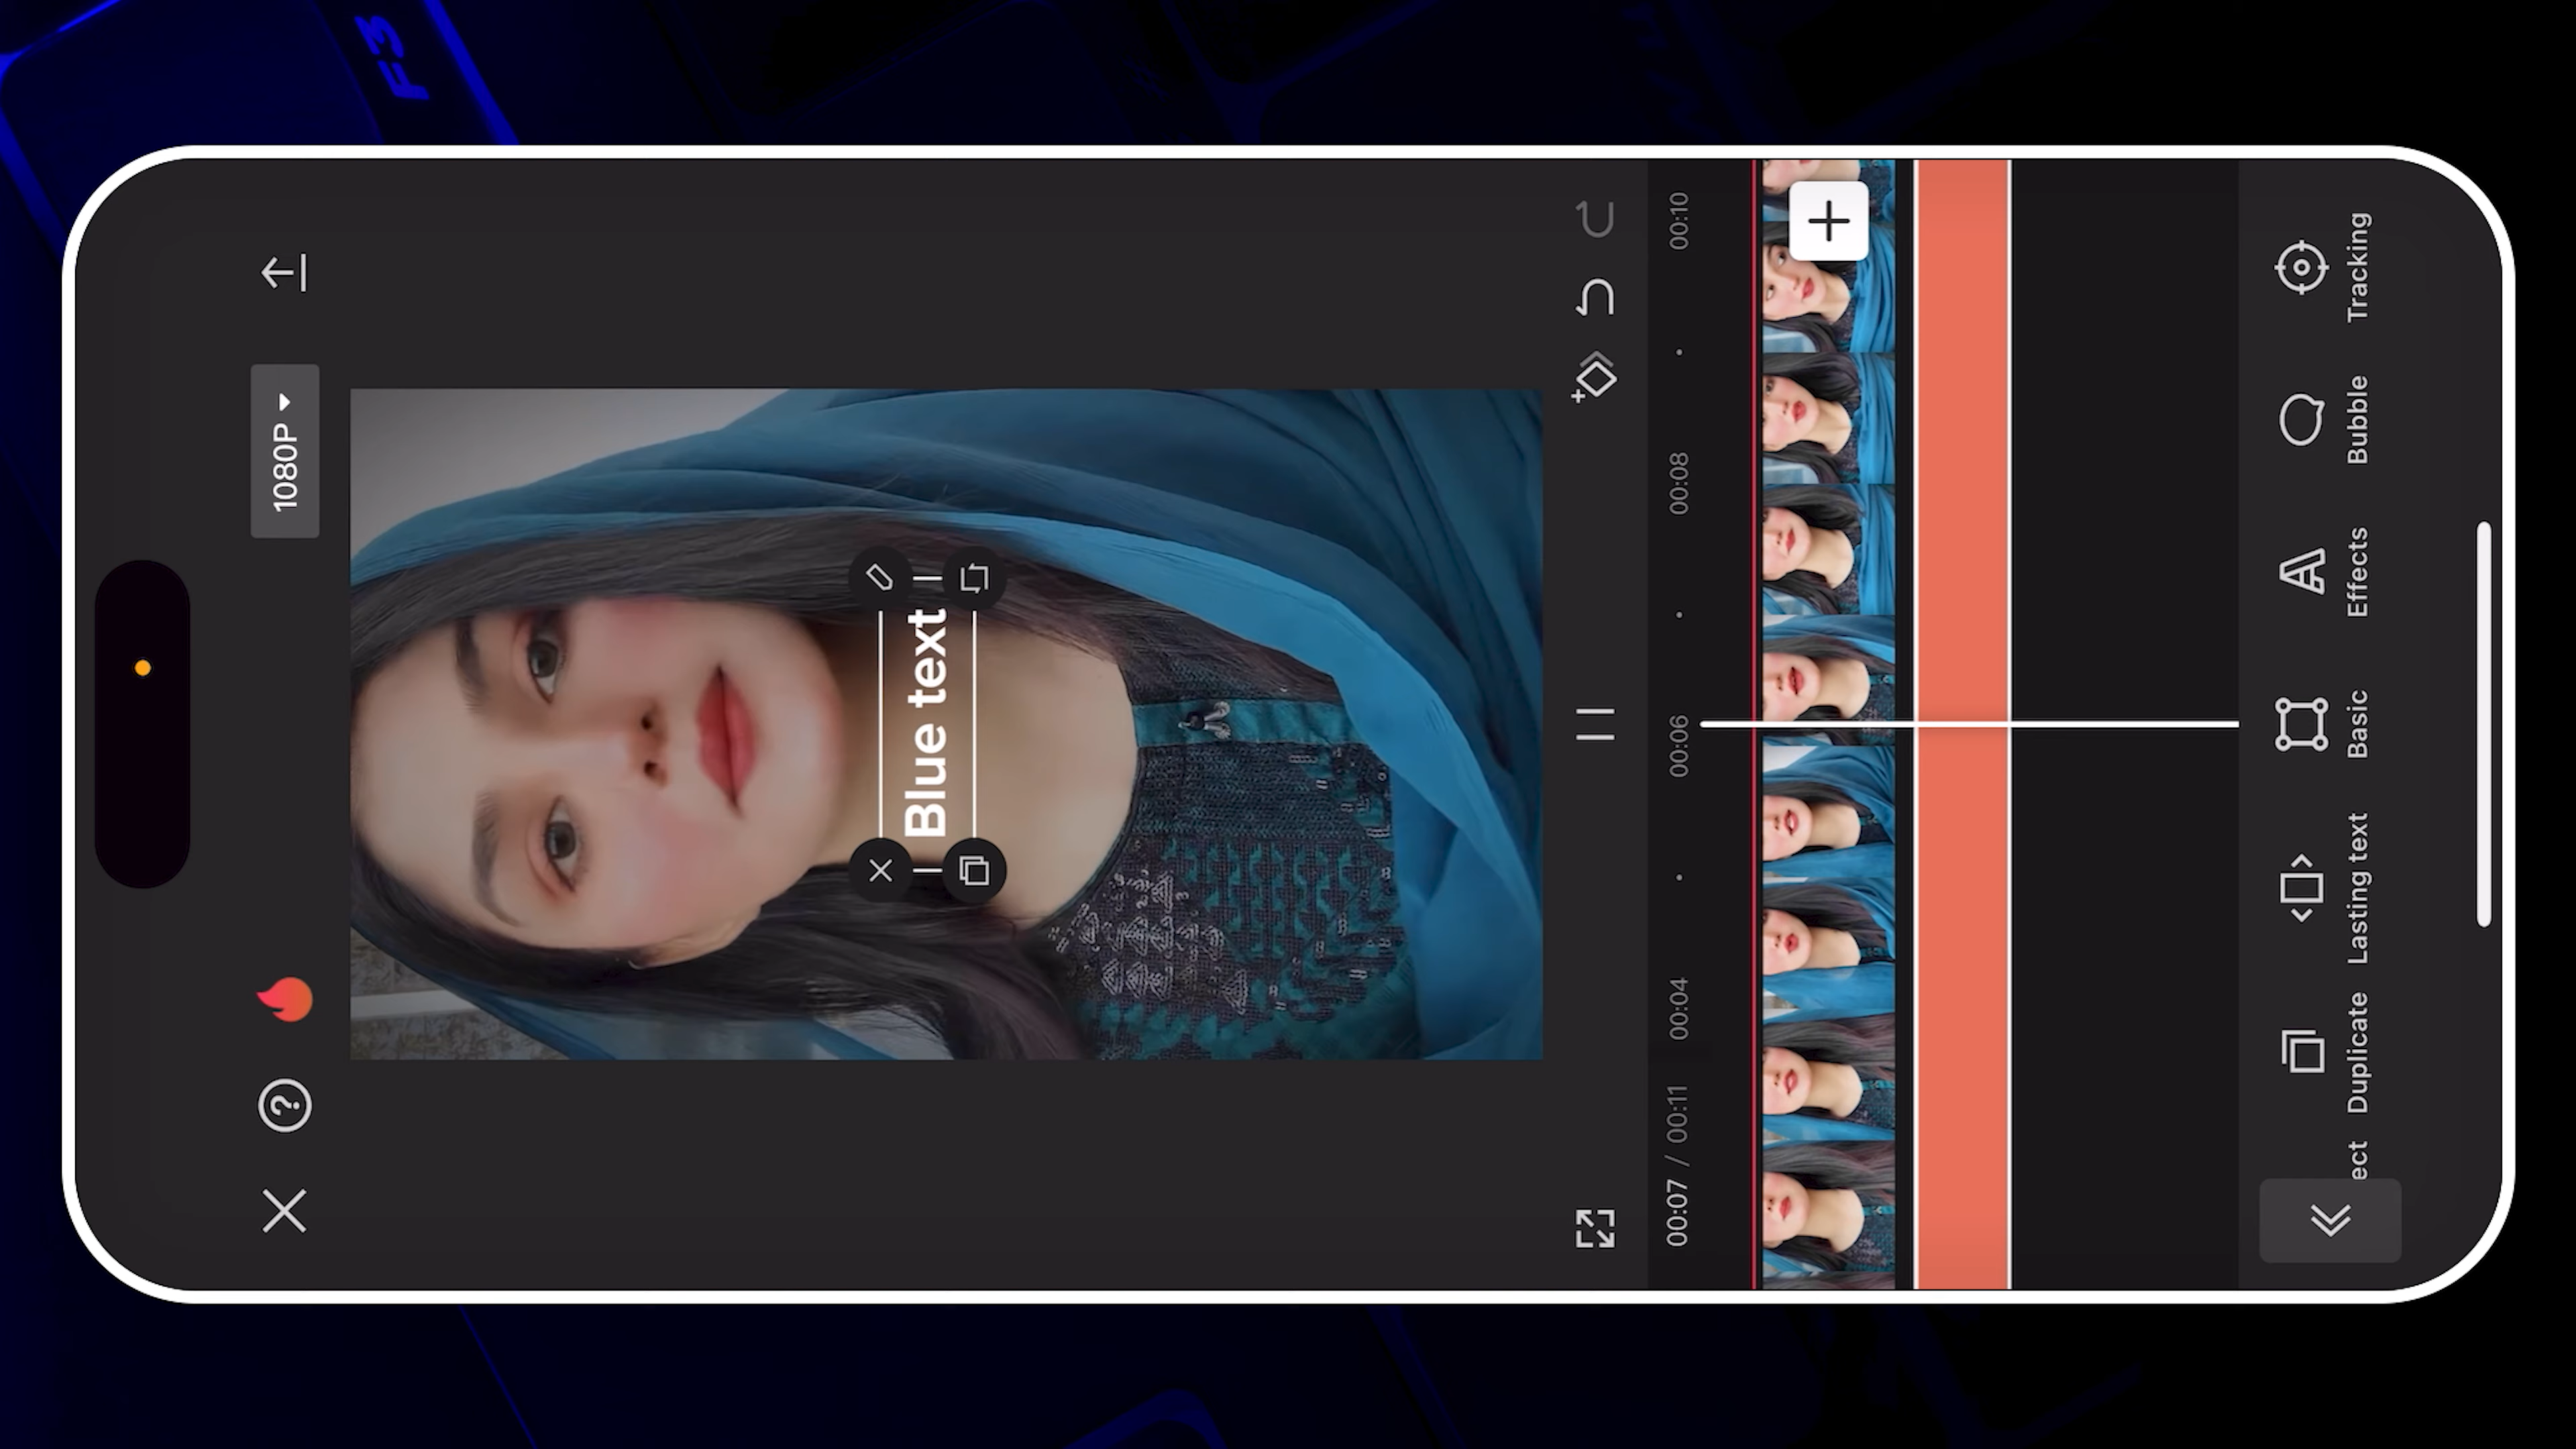 F3
1080P
Blue text
00:07 / 00:11
00:04
00:06
00:08
00:10
ect
Duplicate
Lasting text
Basic
Effects
Bubble
Tracking